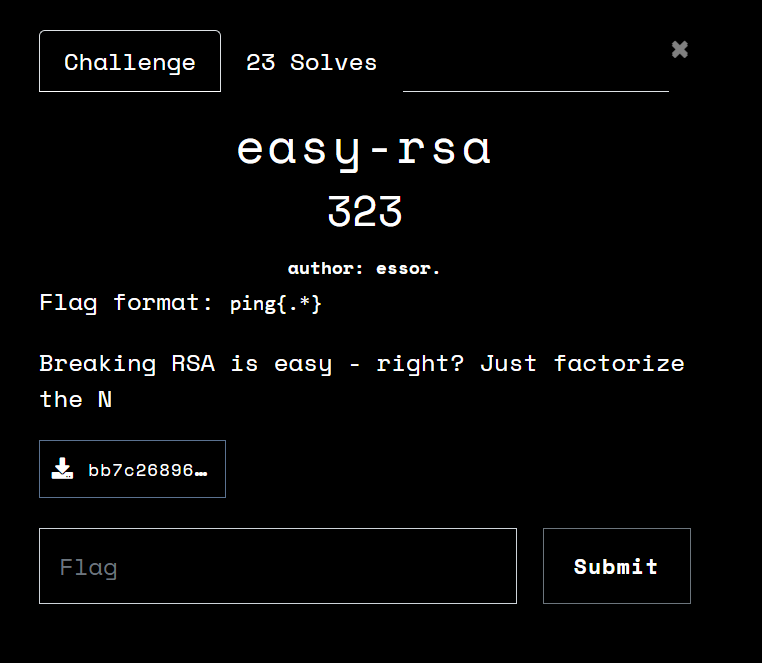 Challenge
23 Solves
✖
easy-rsa
323
author: essor.
Flag format: ping{.*}
Breaking RSA is easy - right? Just factorize
the N
bb7c26896…
Flag
Submit